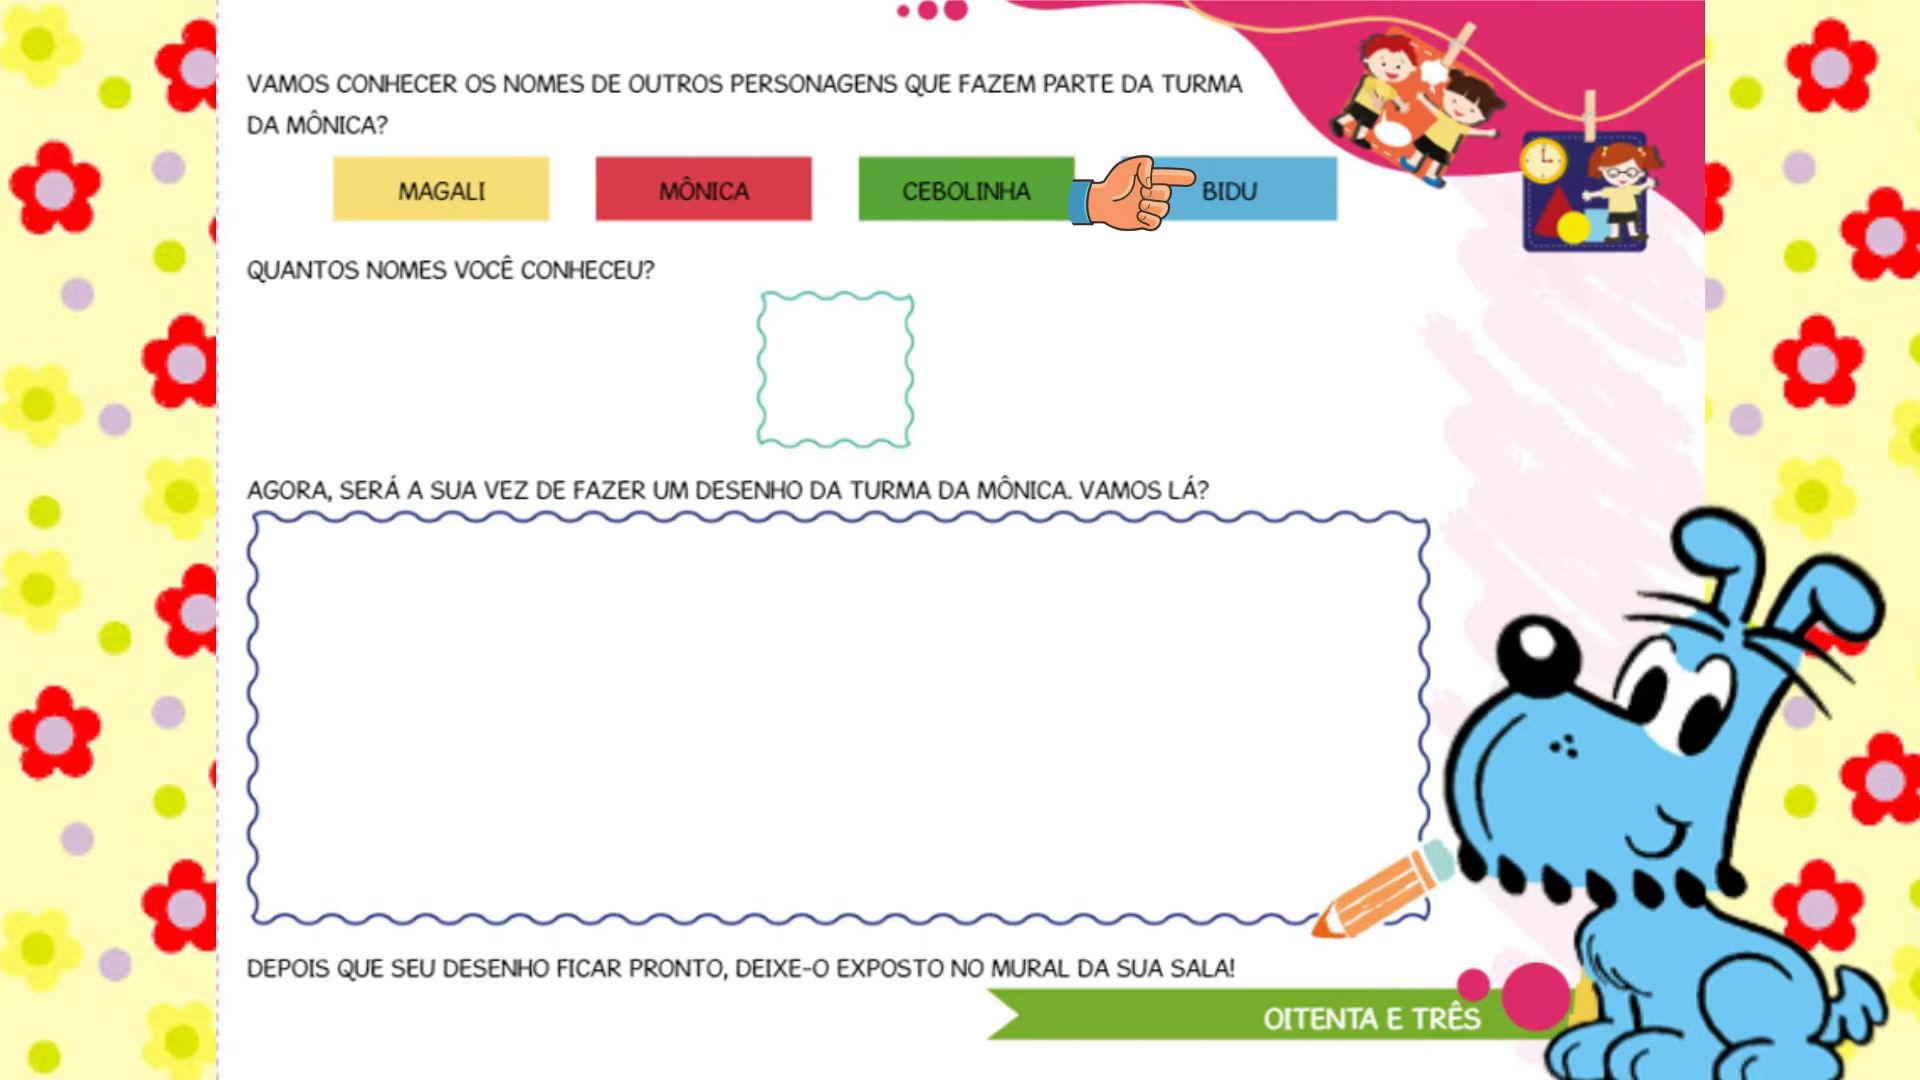 VAMOS CONHECER OS NOMES DE OUTROS PERSONAGENS QUE FAZEM PARTE DA TURMA
DA MÔNICA?
MAGALI MÔNICA CEBOLINHA BIDU
QUANTOS NOMES VOCÊ CONHECEU?
AGORA, SERÁ A SUA VEZ DE FAZER UM DESENHO DA TURMA DA MÔNICA. VAMOS LÁ?
DEPOIS QUE SEU DESENHO FICAR PRONTO, DEIXE-O EXPOSTO NO MURAL DA SUA SALA!
OITENTA E TRÊS